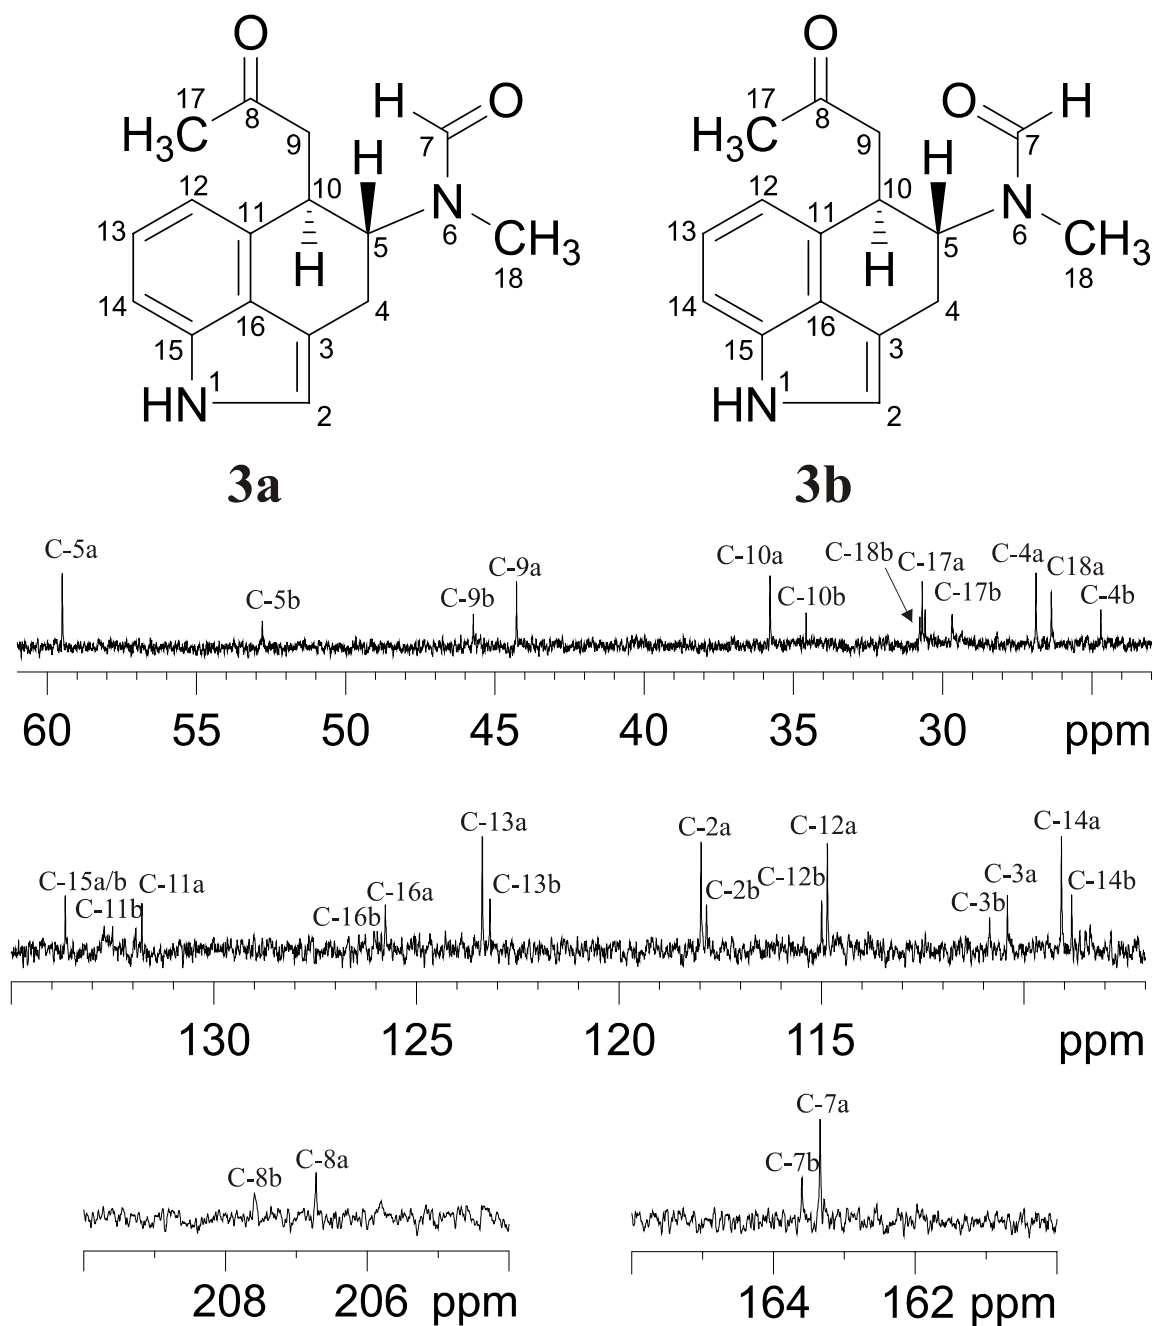 O O
17 H O 17 O H
H3C 8 7 H3C 8 7
9 H 9 H
12 10 N 12 10 N
13 11 5 6 CH3 13 11 5 6 CH3
H 18 H 18
14 16 4 14 16 4
15 3 15 3
1 1
HN 2 HN 2
3a 3b
C-5a C-5b C-9b C-9a C-10a C-10b C-18b C-17a C-17b C-4a C18a C-4b
60 55 50 45 40 35 30 ppm
C-15a/b C-11b C-11a C-16b C-16a C-13a C-13b C-2a C-2b C-12b C-12a C-3b C-3a C-14a C-14b
130 125 120 115 ppm
C-8b C-8a C-7b C-7a
208 206 ppm 164 162 ppm